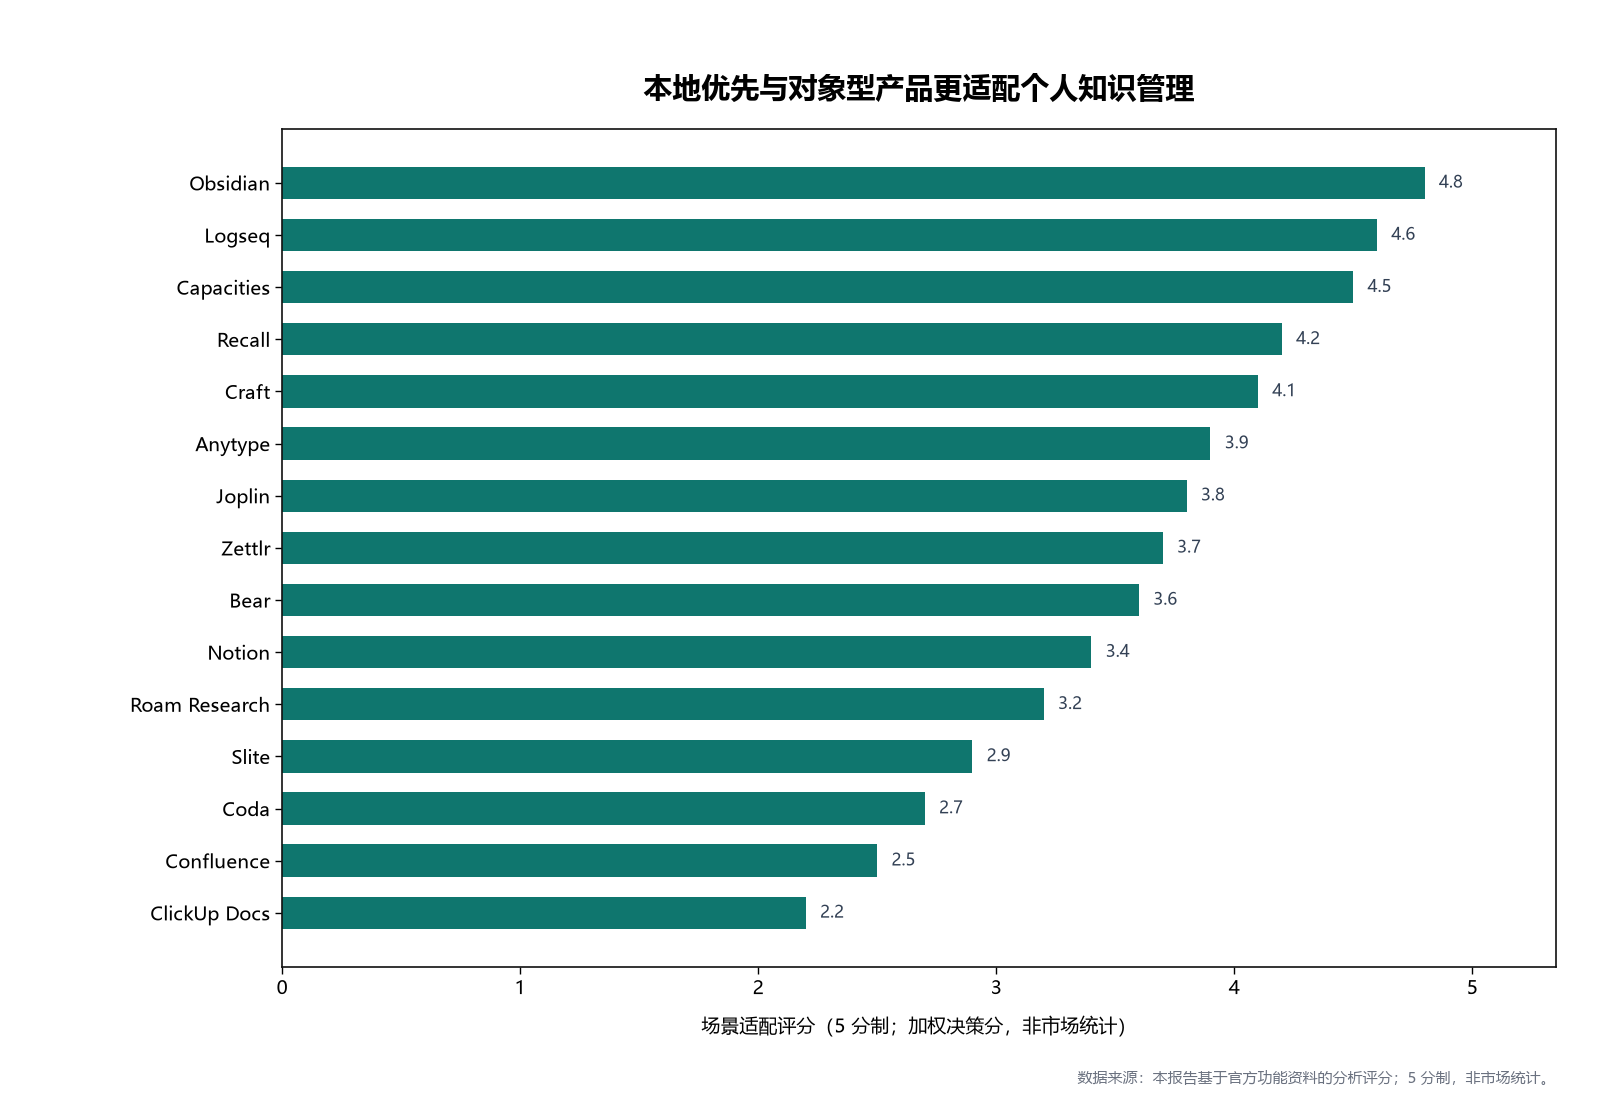 本地优先与对象型产品更适配个人知识管理
Obsidian 4.8
Logseq 4.6
Capacities 4.5
Recall 4.2
Craft 4.1
Anytype 3.9
Joplin 3.8
Zettlr 3.7
Bear 3.6
Notion 3.4
Roam Research 3.2
Slite 2.9
Coda 2.7
Confluence 2.5
ClickUp Docs 2.2
0 1 2 3 4 5
场景适配评分（5 分制；加权决策分，非市场统计）
数据来源：本报告基于官方功能资料的分析评分；5 分制，非市场统计。